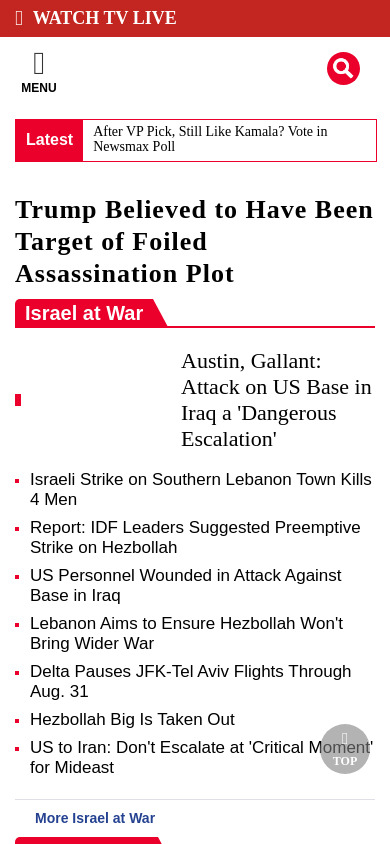 WATCH TV LIVE
MENU
Latest
After VP Pick, Still Like Kamala? Vote in
Newsmax Poll
Trump Believed to Have Been
Target of Foiled
Assassination Plot
Israel at War
Austin, Gallant:
Attack on US Base in
Iraq a 'Dangerous
Escalation'
Israeli Strike on Southern Lebanon Town Kills
4 Men
Report: IDF Leaders Suggested Preemptive
Strike on Hezbollah
US Personnel Wounded in Attack Against
Base in Iraq
Lebanon Aims to Ensure Hezbollah Won't
Bring Wider War
Delta Pauses JFK-Tel Aviv Flights Through
Aug. 31
Hezbollah Big Is Taken Out
US to Iran: Don't Escalate at 'Critical Moment'
for Mideast
TOP
More Israel at War